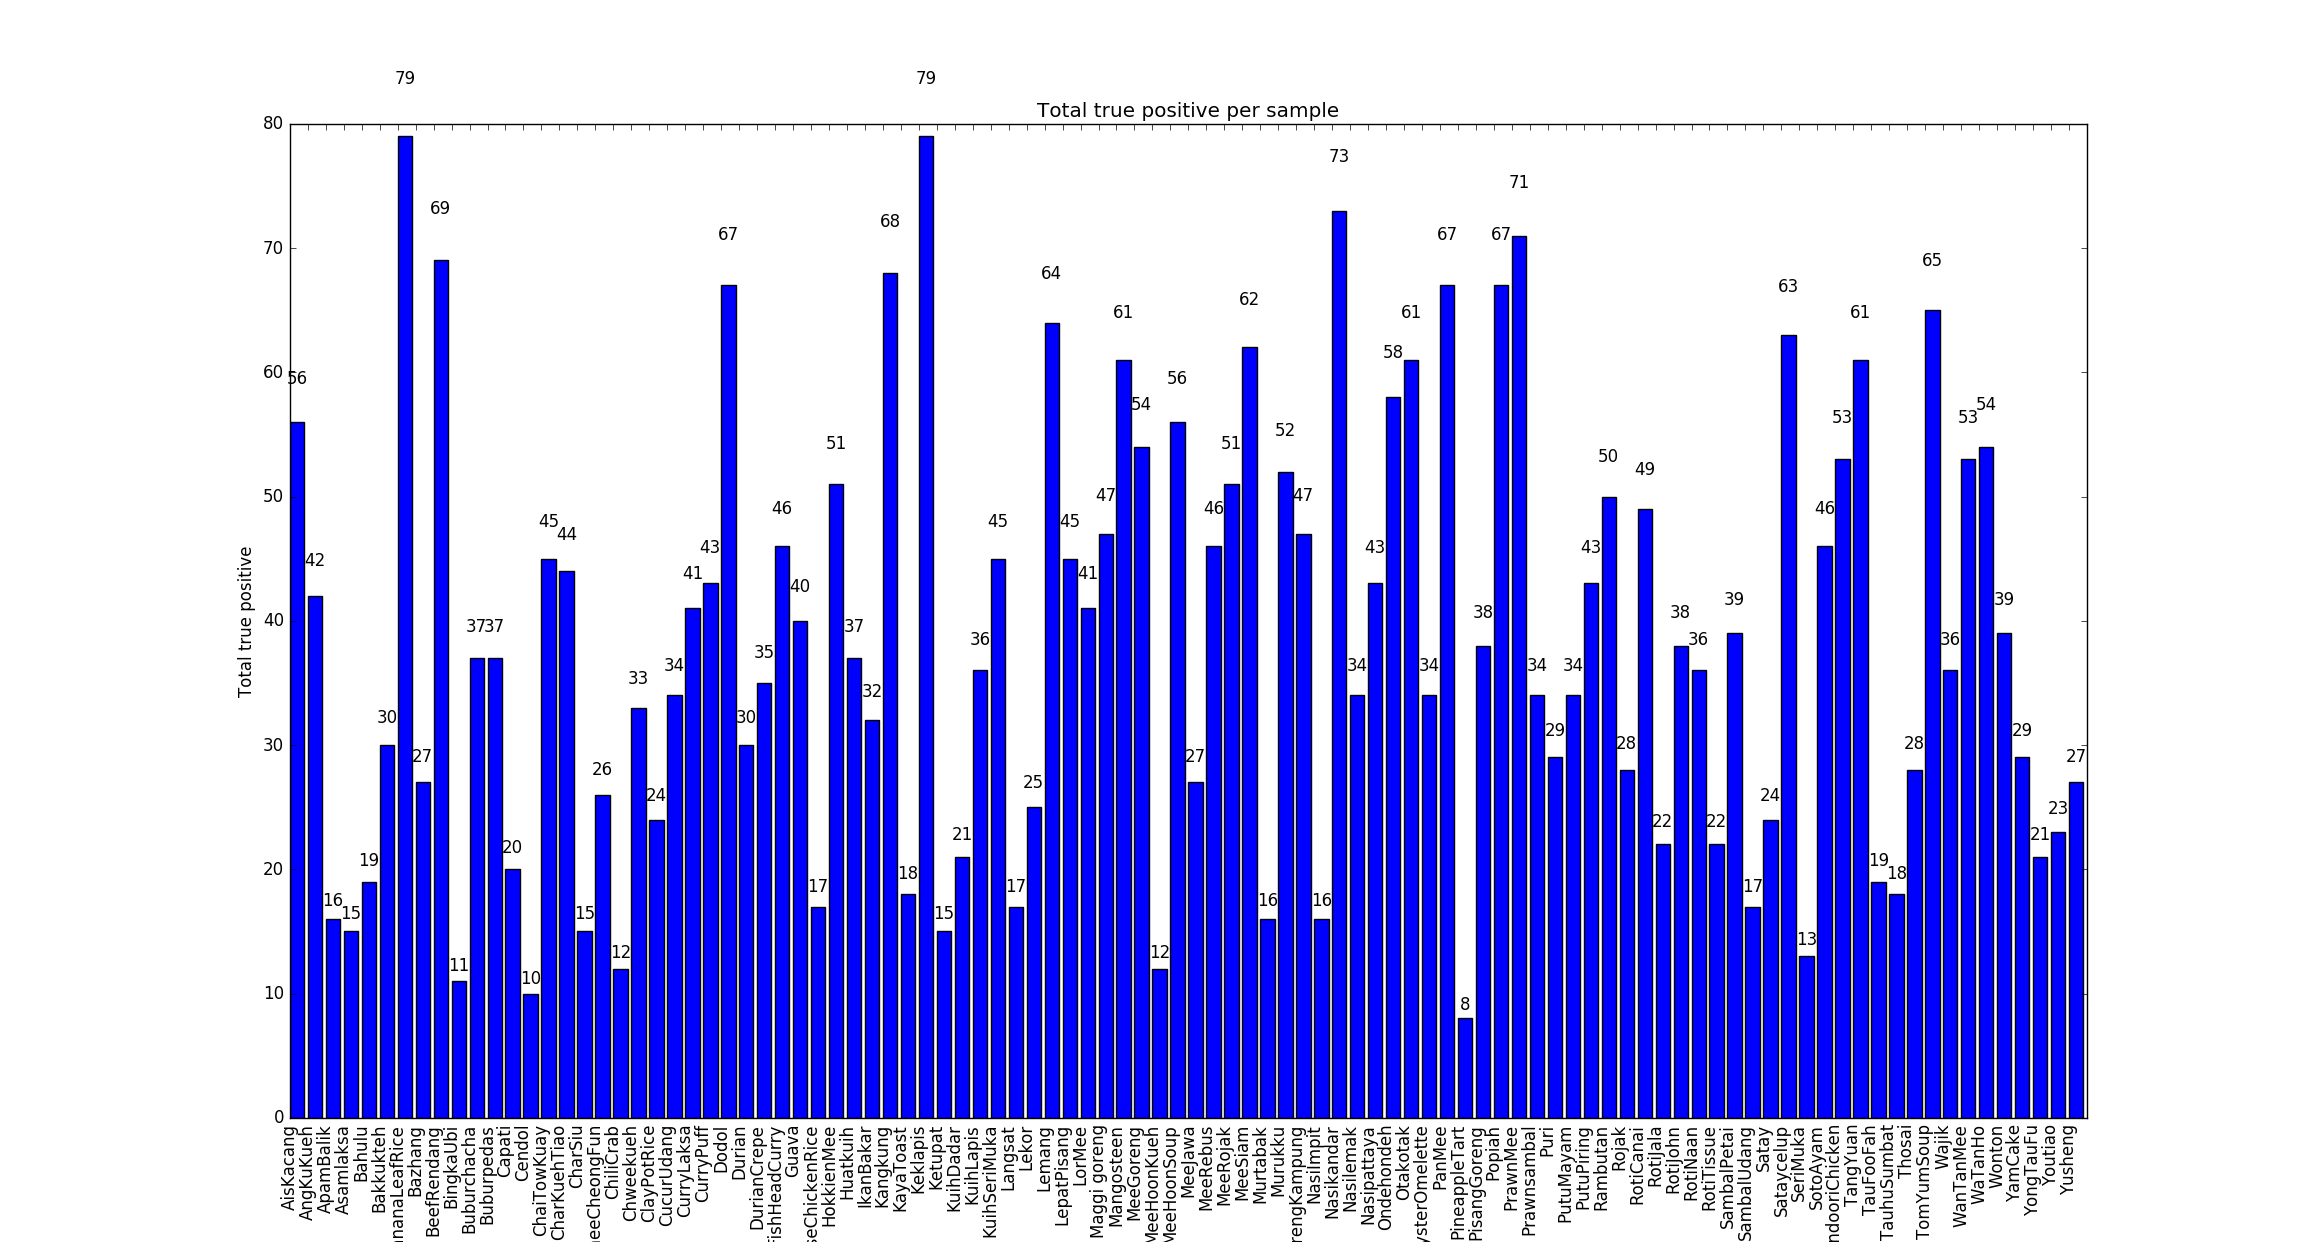 Total true positive per sample
Total true positive
80
70
60
50
40
30
20
10
0
56
42
16
15
19
30
79
27
69
11
37
37
20
10
45
44
15
26
12
33
24
34
41
43
67
30
35
46
40
17
51
37
32
68
18
79
15
21
36
45
17
25
64
45
41
47
61
54
12
56
27
46
51
62
16
52
47
16
73
34
43
58
61
34
67
8
38
67
71
34
29
34
43
50
28
49
22
38
36
22
39
17
24
63
13
46
53
61
19
18
28
65
36
53
54
39
29
21
23
27
AisKacang
AngKuKueh
ApamBalik
Asamlaksa
Bahulu
Bakkukteh
nanaLeafRice
Bazhang
BeefRendang
BingkaUbi
Buburchacha
Buburpedas
Capati
Cendol
ChaiTowKuay
CharKuehTiao
CharSiu
eeCheongFun
ChiliCrab
Chweekueh
ClayPotRice
CucurUdang
CurryLaksa
CurryPuff
Dodol
Durian
DurianCrepe
FishHeadCurry
Guava
seChickenRice
HokkienMee
Huatkuih
IkanBakar
Kangkung
KayaToast
Keklapis
Ketupat
KuihDadar
KuihLapis
KuihSeriMuka
Langsat
Lekor
Lemang
LepatPisang
LorMee
Maggi goreng
Mangosteen
MeeGoreng
MeeHoonKueh
MeeHoonSoup
MeeJawa
MeeRebus
MeeRojak
MeeSiam
Murtabak
Murukku
rengKampung
NasiImpit
Nasikandar
Nasilemak
Nasipattaya
Ondehondeh
Otakotak
ysterOmelette
PanMee
PineappleTart
PisangGoreng
Popiah
PrawnMee
Prawnsambal
Puri
PutuMayam
PutuPiring
Rambutan
Rojak
RotiCanai
RotiJala
RotiJohn
RotiNaan
RotiTissue
SambalPetai
SambalUdang
Satay
Sataycelup
SeriMuka
SotoAyam
ndooriChicken
TangYuan
TauFooFah
TauhuSumbat
Thosai
TomYumSoup
Wajik
WanTanMee
WaTanHo
Wonton
YamCake
YongTauFu
Youtiao
Yusheng